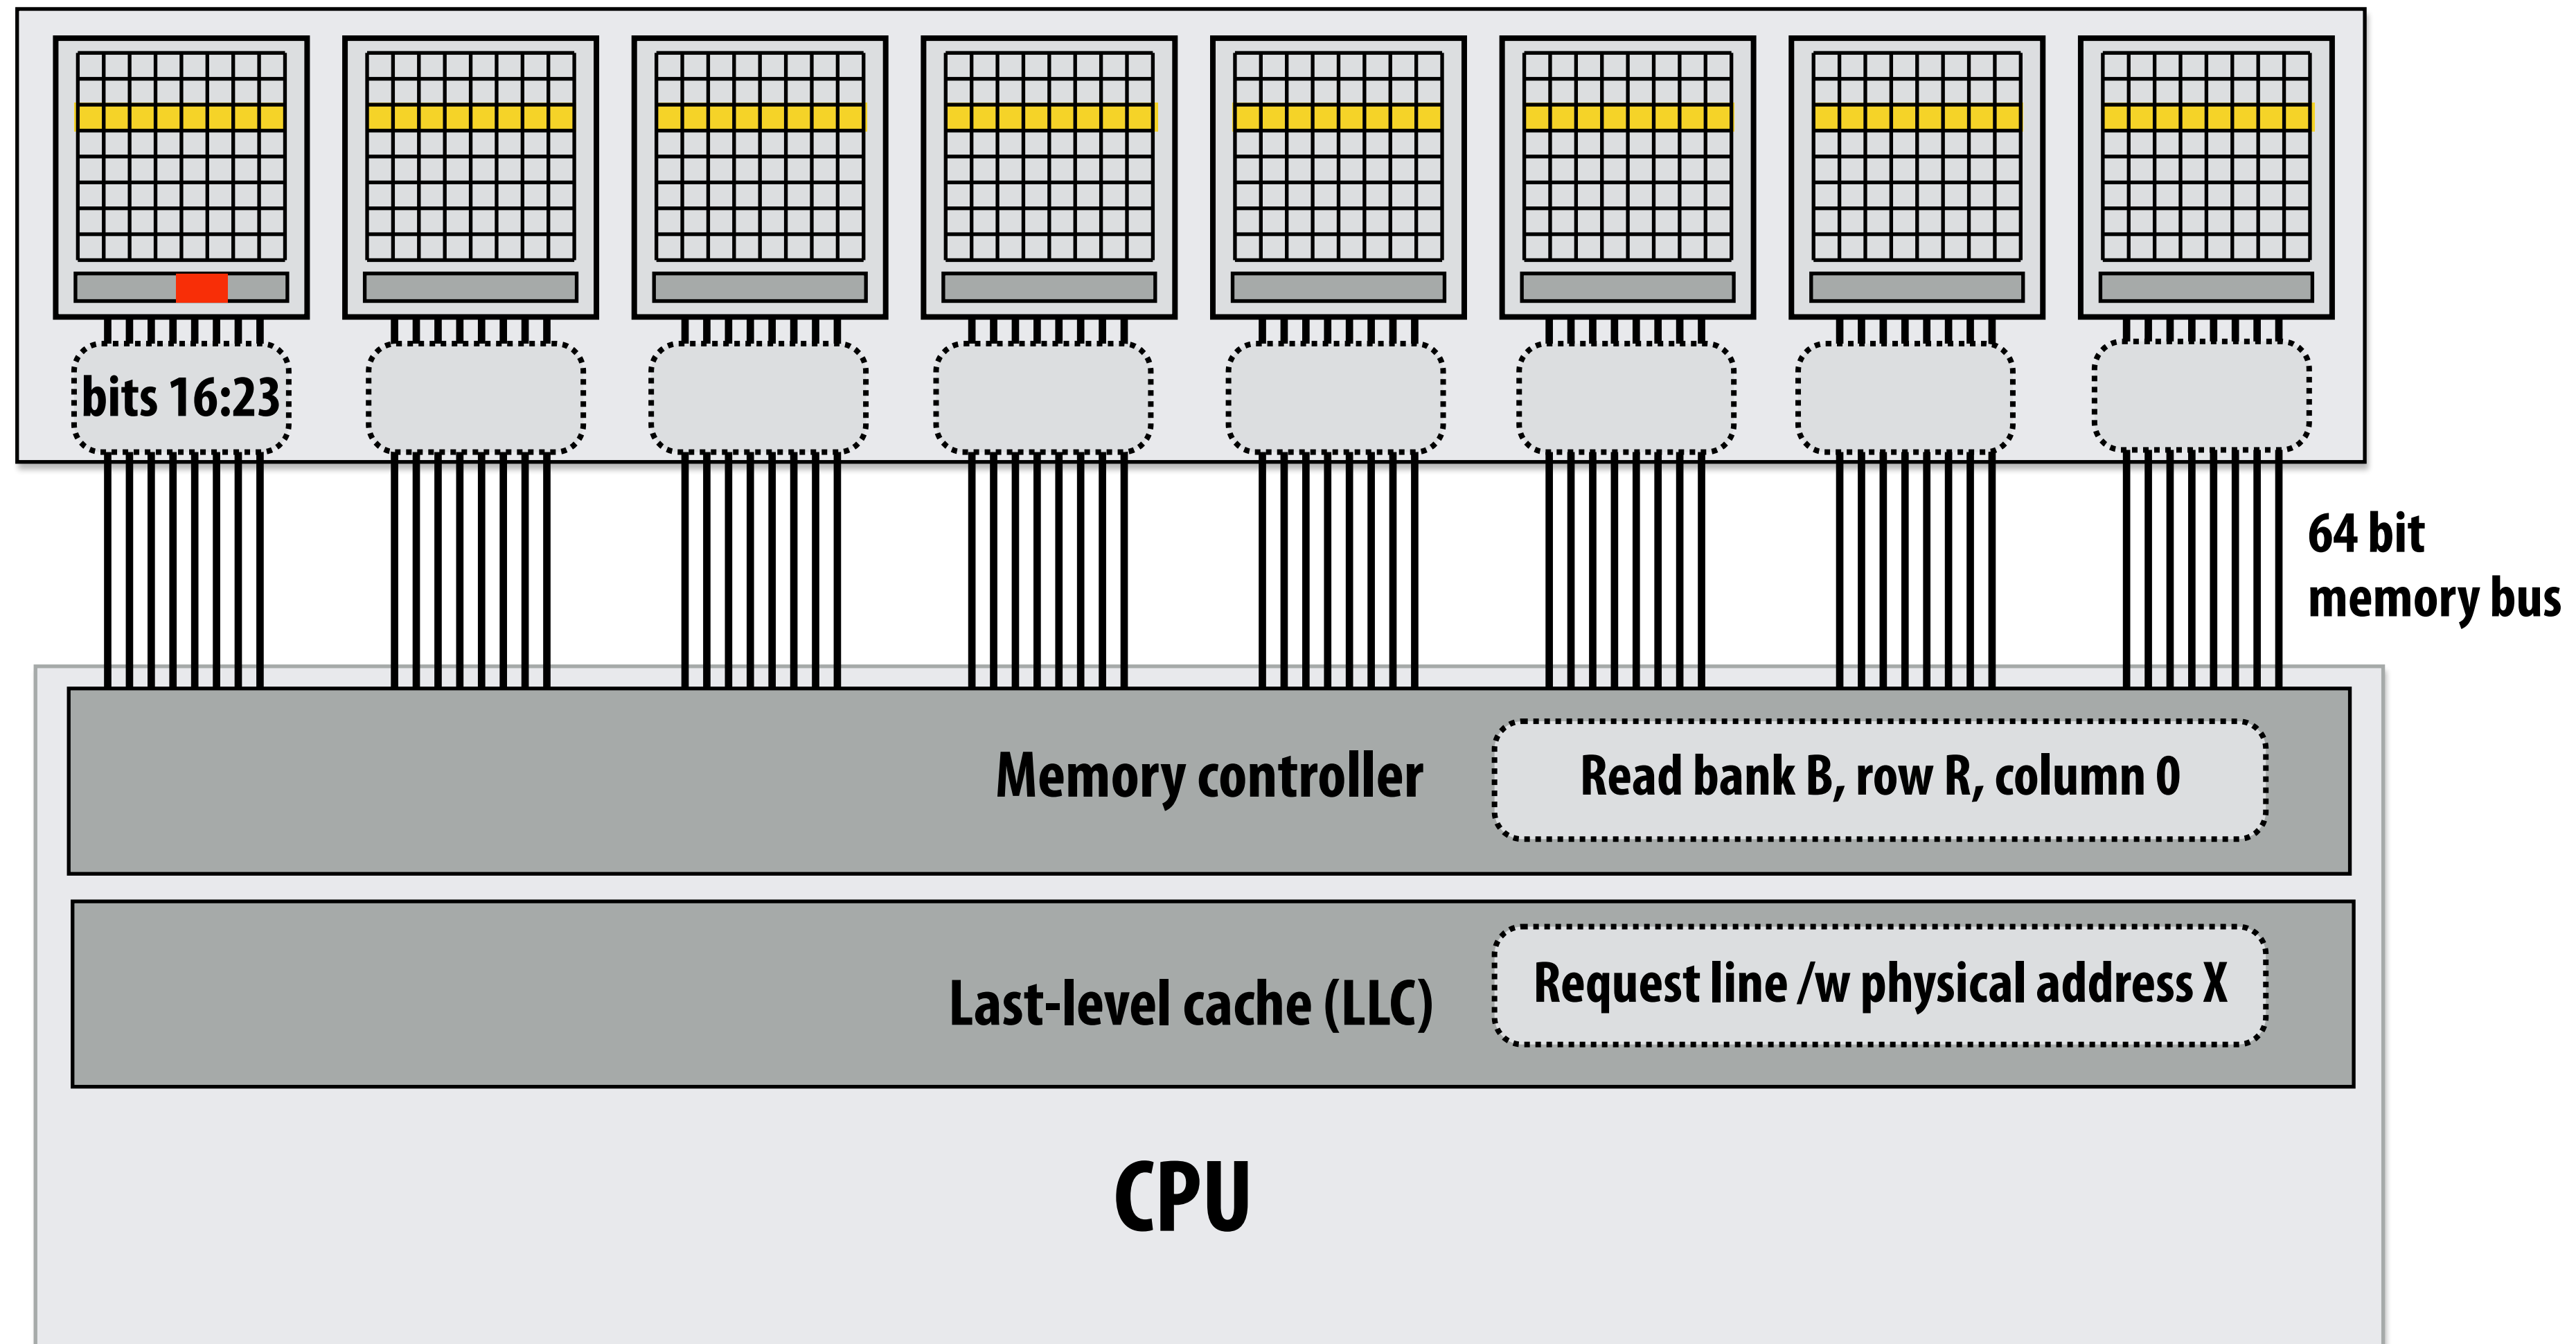 bits 16:23
64 bit
memory bus
Memory controller
Read bank B, row R, column 0
Last-level cache (LLC)
Request line /w physical address X
CPU